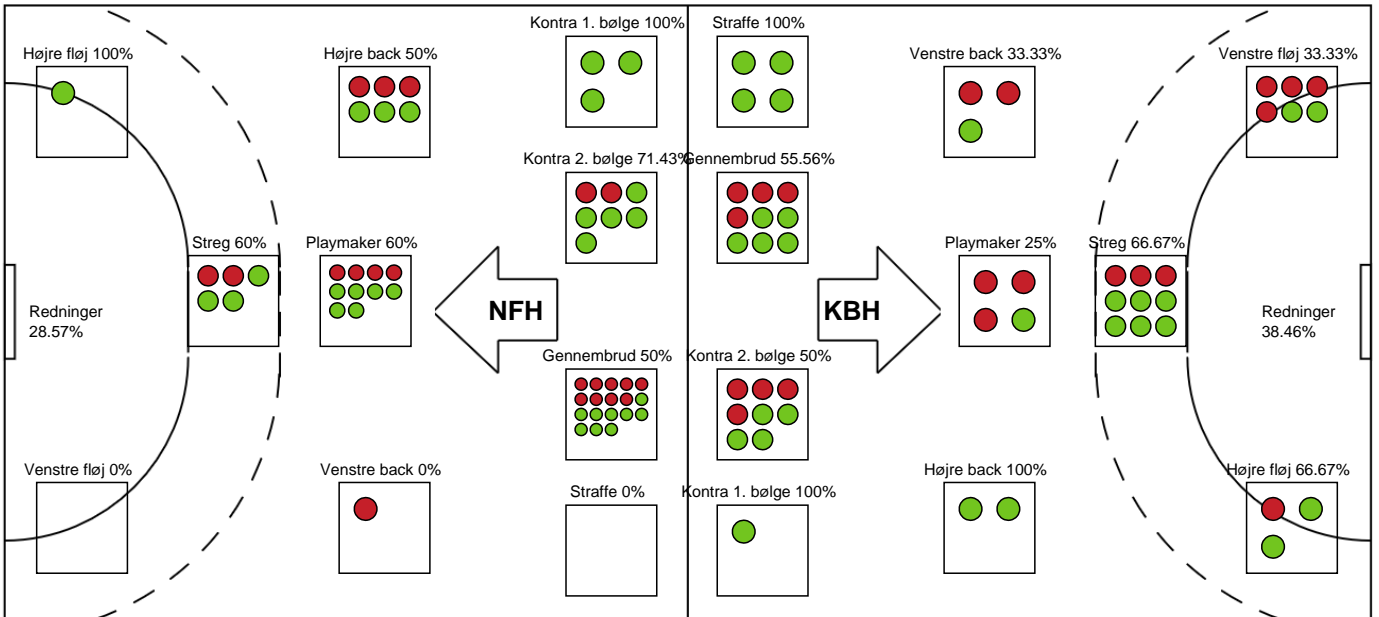 Kontra 1. bølge 100%
Straffe 100%
Højre fløj 100%
Højre back 50%
Venstre back 33.33%
Venstre fløj 33.33%
Kontra 2. bølge 71.43%
Gennembrud 55.56%
Streg 60%
Playmaker 60%
Playmaker 25%
Streg 66.67%
Redninger
28.57%
NFH
KBH
Redninger
38.46%
Gennembrud 50%
Kontra 2. bølge 50%
Venstre fløj 0%
Venstre back 0%
Straffe 0%
Kontra 1. bølge 100%
Højre back 100%
Højre fløj 66.67%